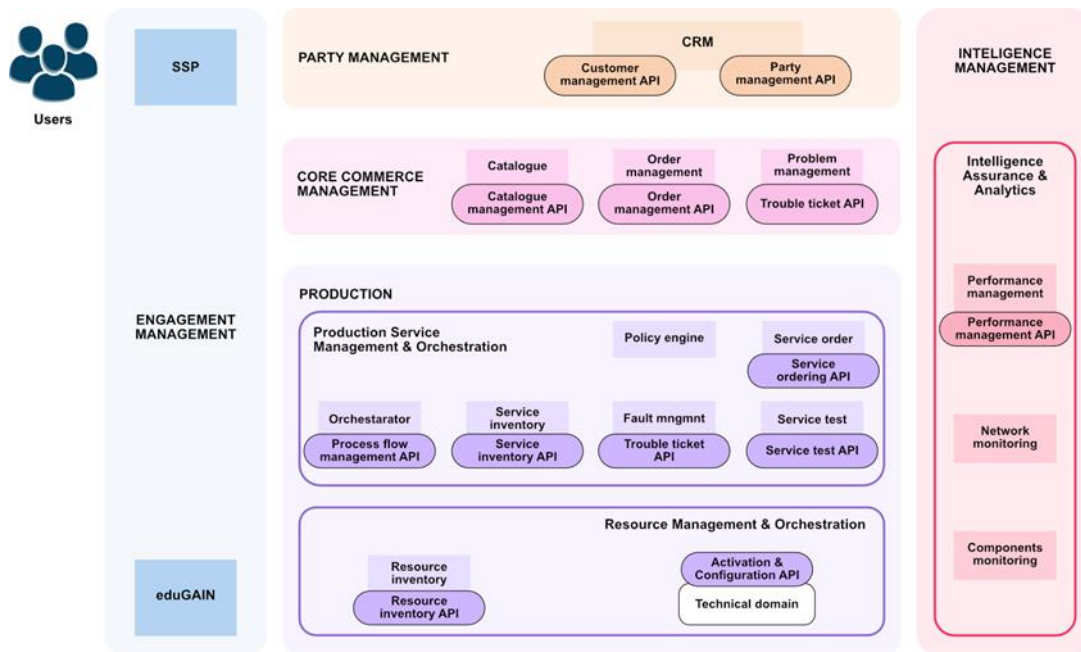 Users
SSP
ENGAGEMENT
MANAGEMENT
eduGAIN
PARTY MANAGEMENT
CRM
Customer
management API
Party
management API
CORE COMMERCE
MANAGEMENT
Catalogue
Catalogue
management API
Order
management
Order
management API
Problem
management
Trouble ticket API
PRODUCTION
Production Service
Management & Orchestration
Policy engine
Service order
Service
ordering API
Orchestarator
Process flow
management API
Service
inventory
Service
inventory API
Fault mngmnt
Trouble ticket
API
Service test
Service test API
Resource Management & Orchestration
Resource
inventory
Resource
inventory API
Activation &
Configuration API
Technical domain
INTELIGENCE
MANAGEMENT
Intelligence
Assurance &
Analytics
Performance
management
Performance
management API
Network
monitoring
Components
monitoring